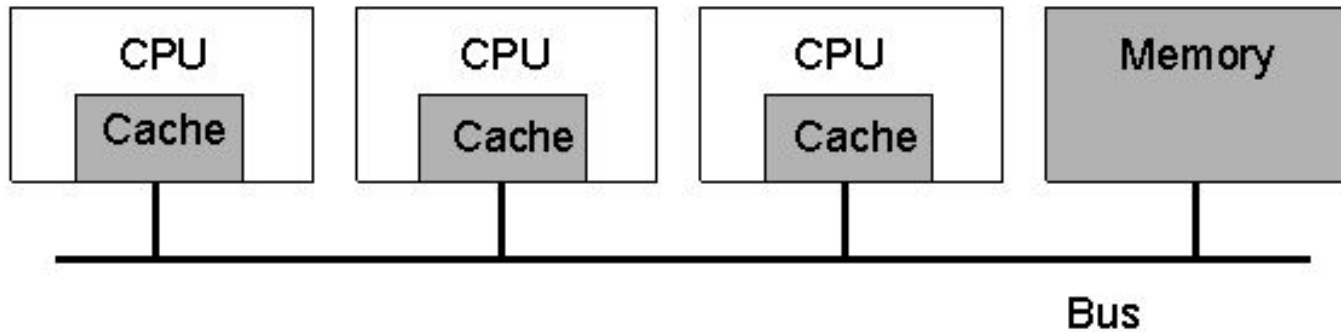 CPU
Cache
CPU
Cache
CPU
Cache
Memory
Bus